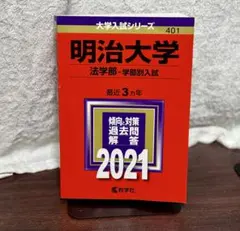 大学入試シリーズ
401
明治大学
法学部-学部別入試
最近3ヵ年
傾向と対策
過去問
解答
2021
教学社